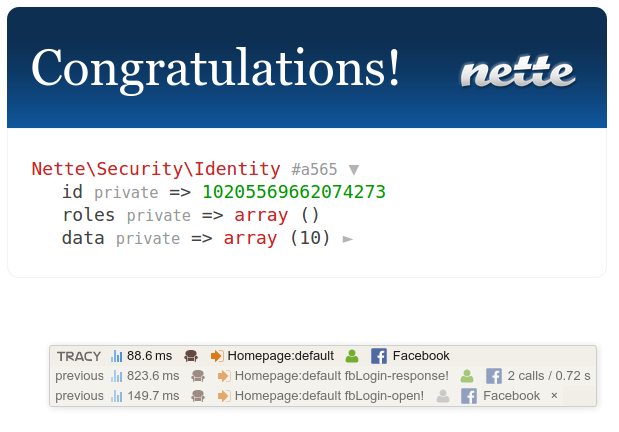 Congratulations! nette
Nette\Security\Identity #a565 ▼
id private => 10205569662074273
roles private => array ()
data private => array (10) ►
TRACY 88.6 ms Homepage:default Facebook
previous 823.6 ms Homepage:default fbLogin-response! 2 calls / 0.72 s
previous 149.7 ms Homepage:default fbLogin-open! Facebook ×